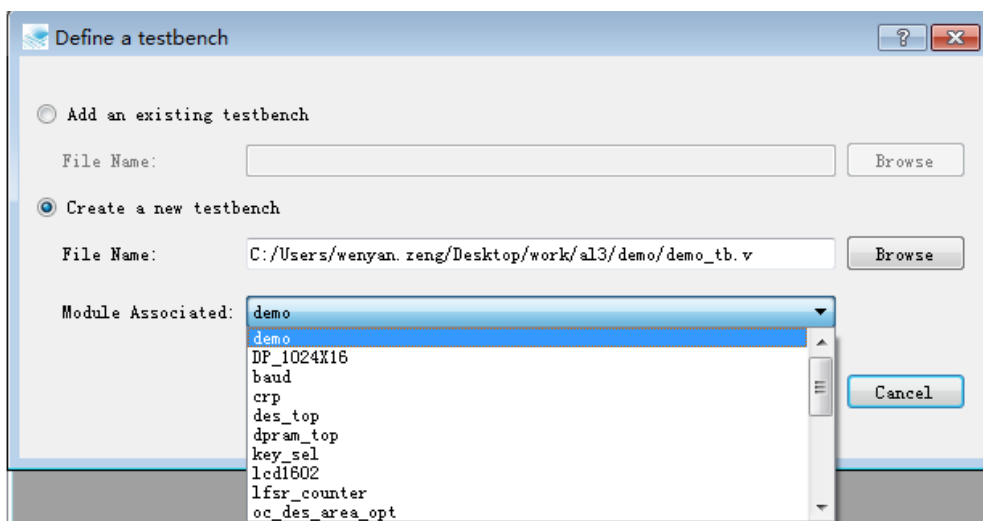 Define a testbench
Add an existing testbench
File Name:
Browse
Create a new testbench
File Name: C:/Users/wenyan.zeng/Desktop/work/al3/demo/demo_tb.v Browse
Module Associated: demo
demo
DP_1024X16
baud
crp
des_top
dpram_top
Cancel
key_sel
lcd1602
lfsr_counter
oc_des_area_opt